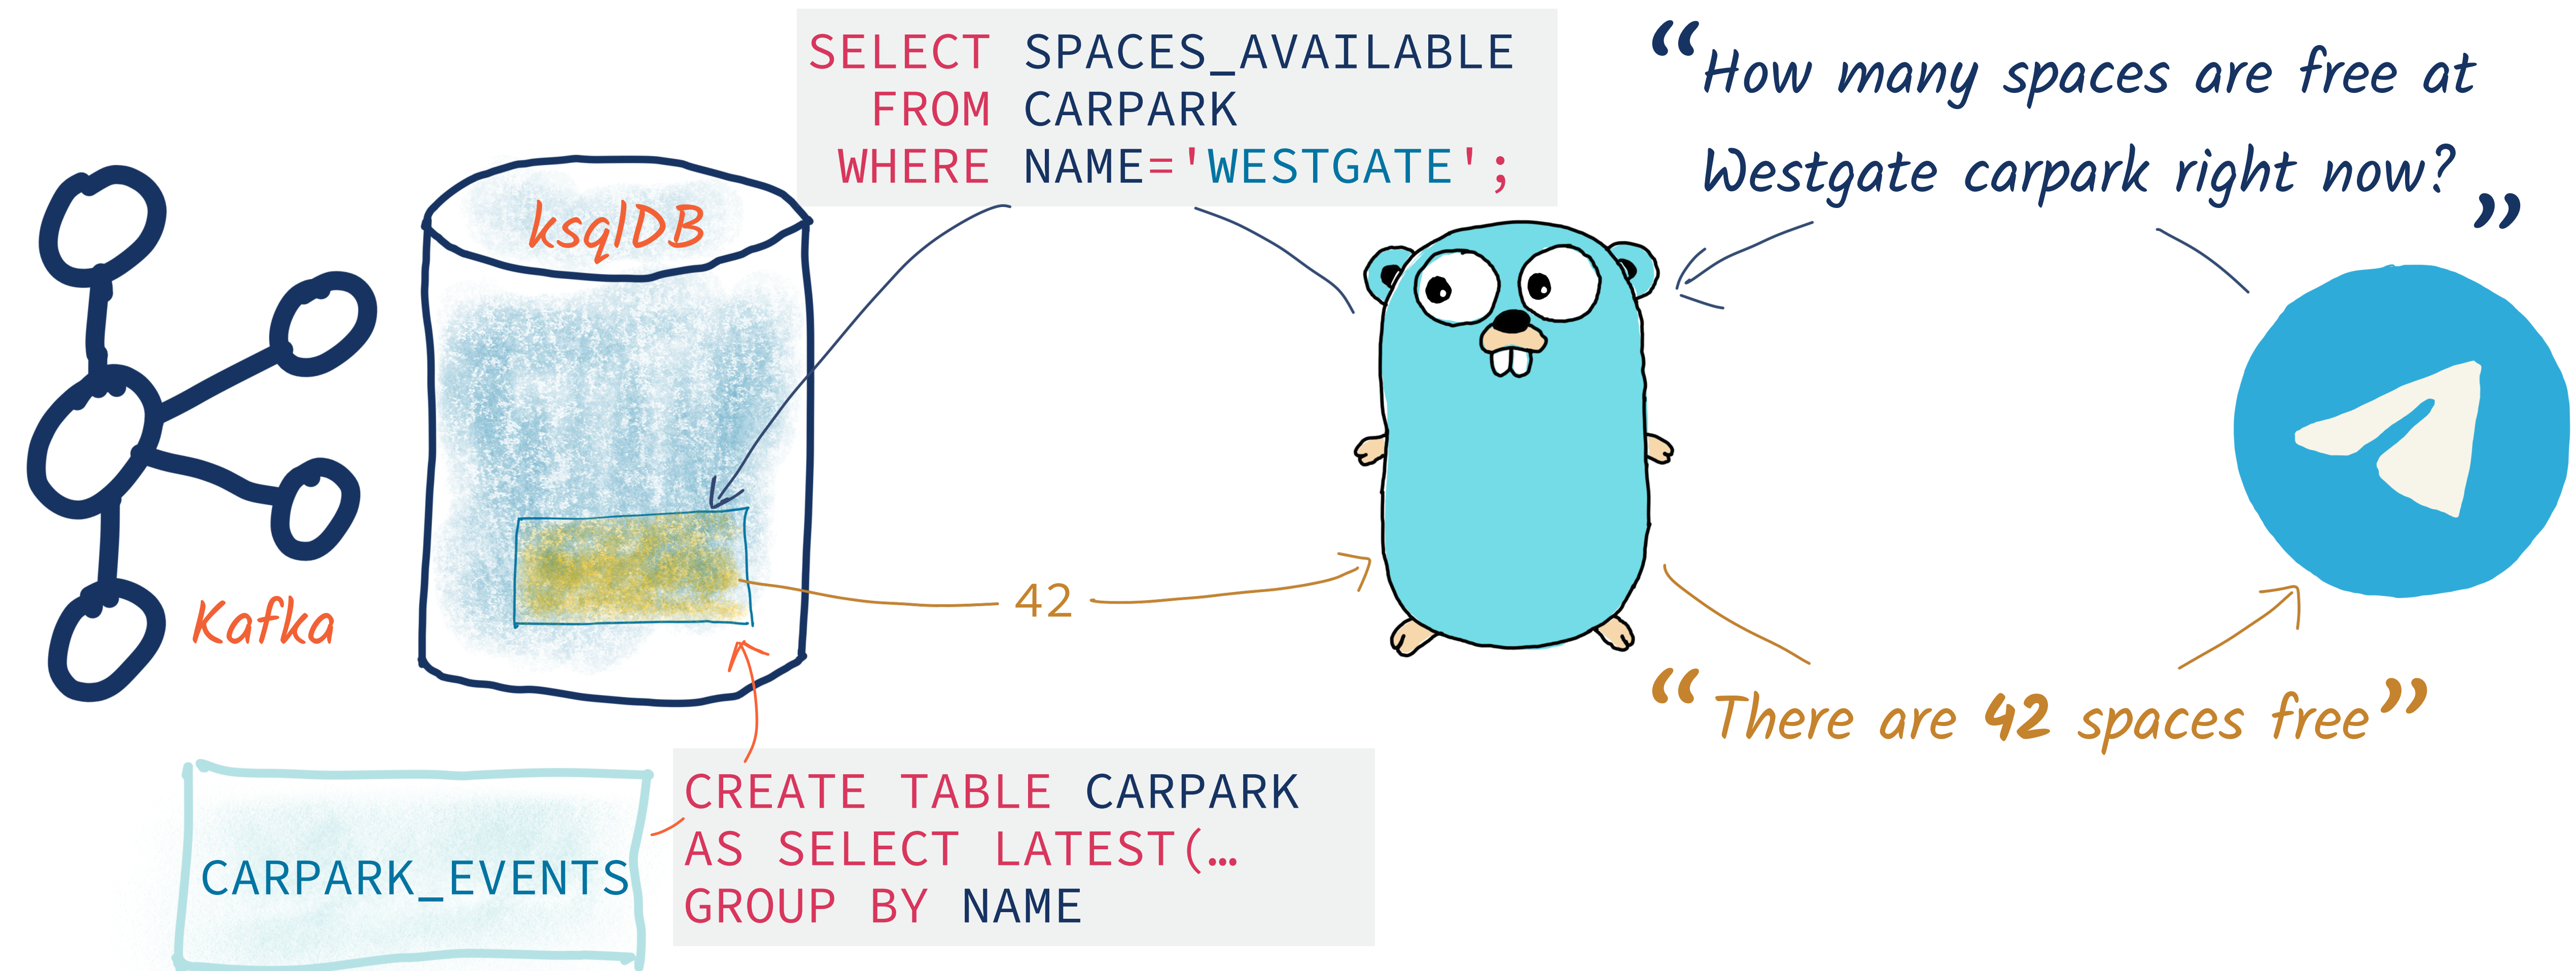 SELECT SPACES_AVAILABLE
FROM CARPARK
WHERE NAME='WESTGATE';
“How many spaces are free at
Westgate carpark right now?”
ksqlDB
Kafka
42
“There are 42 spaces free”
CARPARK_EVENTS
CREATE TABLE CARPARK
AS SELECT LATEST(…
GROUP BY NAME